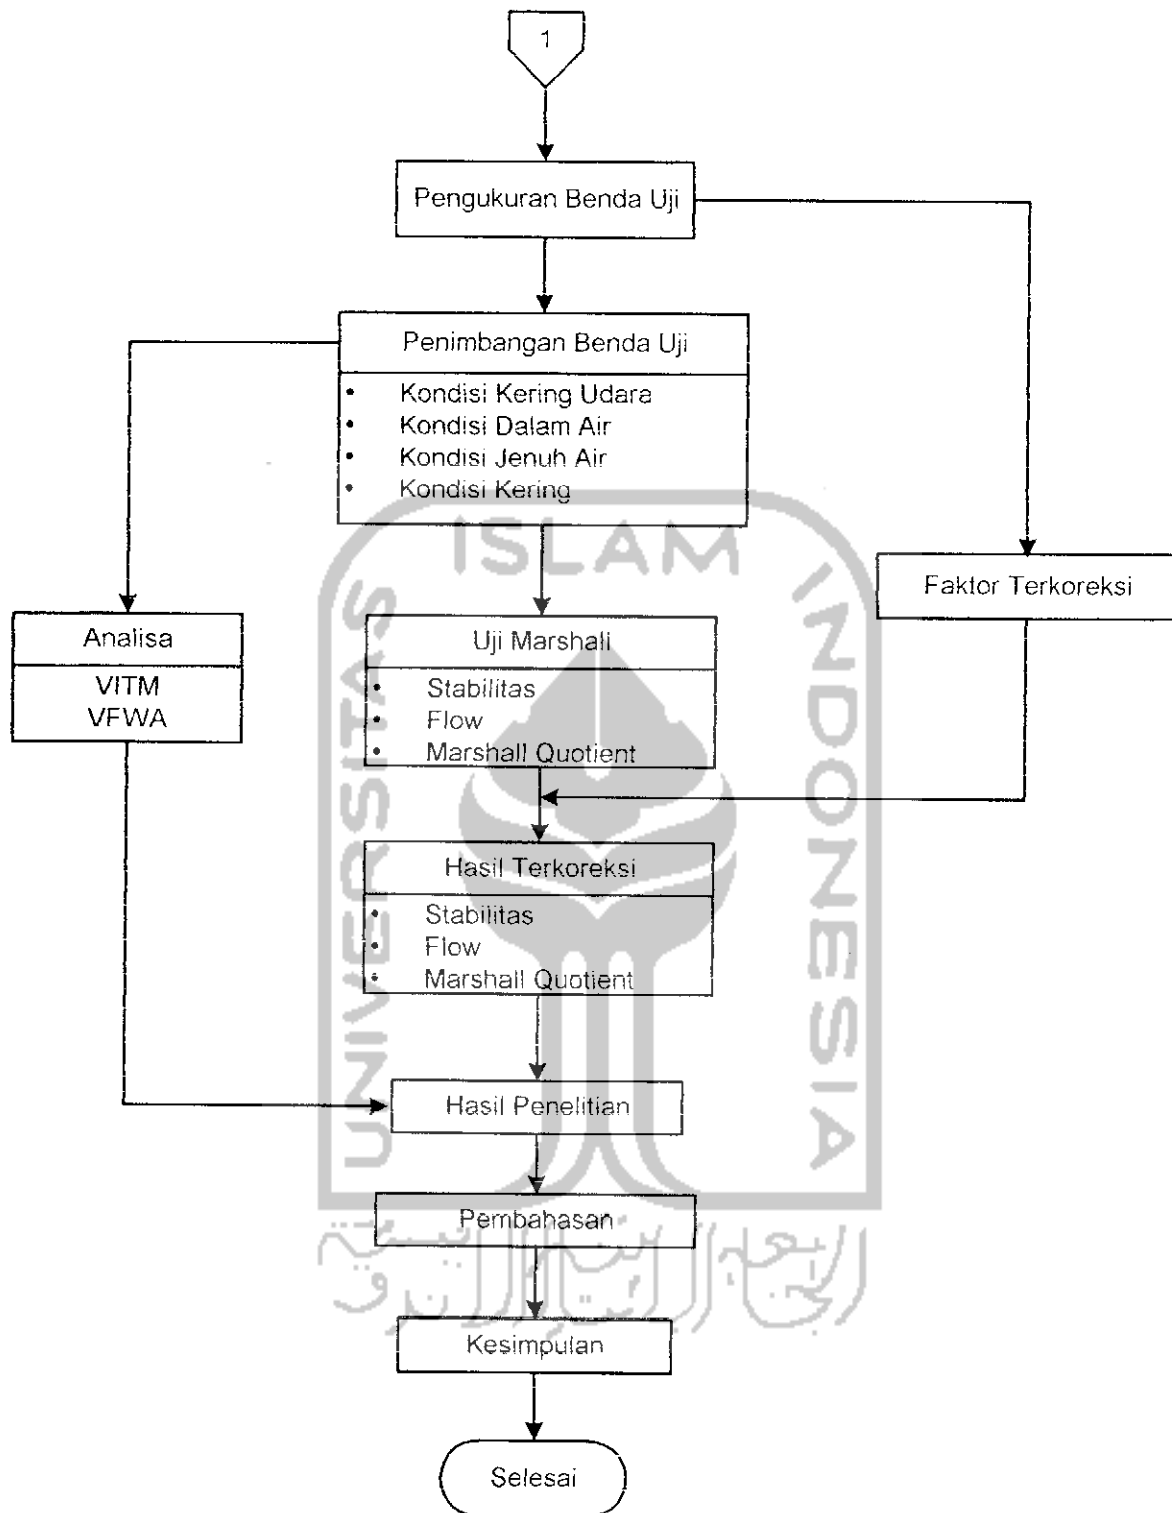 1
Pengukuran Benda Uji
Penimbangan Benda Uji
• Kondisi Kering Udara
• Kondisi Dalam Air
• Kondisi Jenuh Air
• Kondisi Kering
Faktor Terkoreksi
Analisa
VITM
VFWA
Uji Marshall
• Stabilitas
• Flow
• Marshall Quotient
Hasil Terkoreksi
• Stabilitas
• Flow
• Marshall Quotient
Hasil Penelitian
Pembahasan
Kesimpulan
Selesai
UNIVERSITAS
ISLAM
INDONESIA